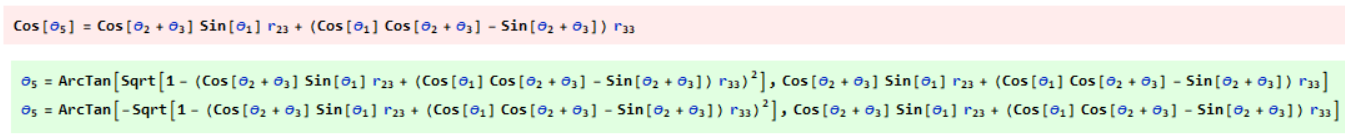 Cos[θ₅] = Cos[θ₂ + θ₃] Sin[θ₁] r₂₃ + (Cos[θ₁] Cos[θ₂ + θ₃] - Sin[θ₂ + θ₃]) r₃₃
θ₅ = ArcTan[Sqrt[1 - (Cos[θ₂ + θ₃] Sin[θ₁] r₂₃ + (Cos[θ₁] Cos[θ₂ + θ₃] - Sin[θ₂ + θ₃]) r₃₃)²], Cos[θ₂ + θ₃] Sin[θ₁] r₂₃ + (Cos[θ₁] Cos[θ₂ + θ₃] - Sin[θ₂ + θ₃]) r₃₃]
θ₅ = ArcTan[-Sqrt[1 - (Cos[θ₂ + θ₃] Sin[θ₁] r₂₃ + (Cos[θ₁] Cos[θ₂ + θ₃] - Sin[θ₂ + θ₃]) r₃₃)²], Cos[θ₂ + θ₃] Sin[θ₁] r₂₃ + (Cos[θ₁] Cos[θ₂ + θ₃] - Sin[θ₂ + θ₃]) r₃₃]